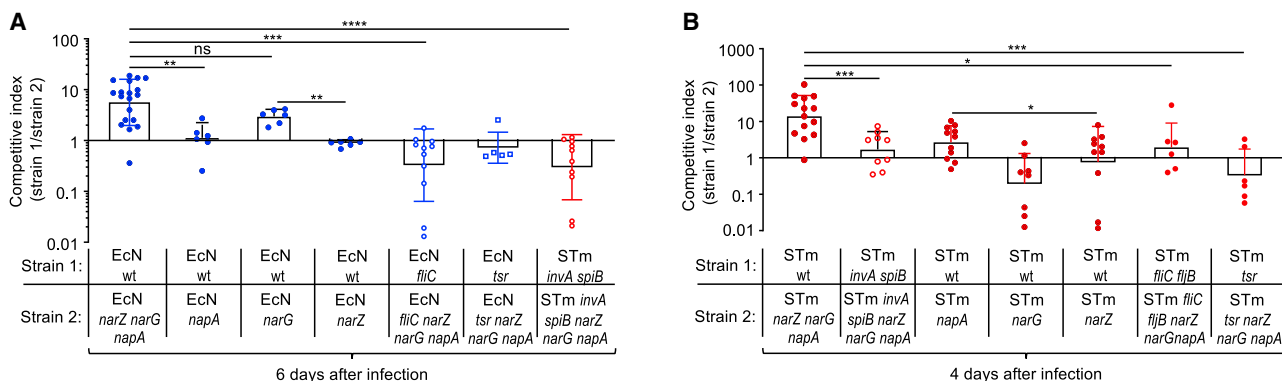 A
****
***
ns
**
**
Competitive index
(strain 1/strain 2)
100
10
1
0.1
0.01
Strain 1: EcN wt EcN wt EcN wt EcN wt EcN fliC EcN tsr STm invA spiB
Strain 2: EcN narZ narG napA EcN napA EcN narG EcN narZ EcN fliC narZ narG napA EcN tsr narZ narG napA STm invA spiB narZ narG napA
6 days after infection
B
***
*
***
*
Competitive index
(strain 1/strain 2)
1000
100
10
1
0.1
0.01
Strain 1: STm wt STm invA spiB STm wt STm wt STm wt STm fliC fljB STm tsr
Strain 2: STm narZ narG napA STm invA spiB narZ narG napA STm napA STm narG STm narZ STm fliC fljB narZ narGnapA STm tsr narZ narG napA
4 days after infection